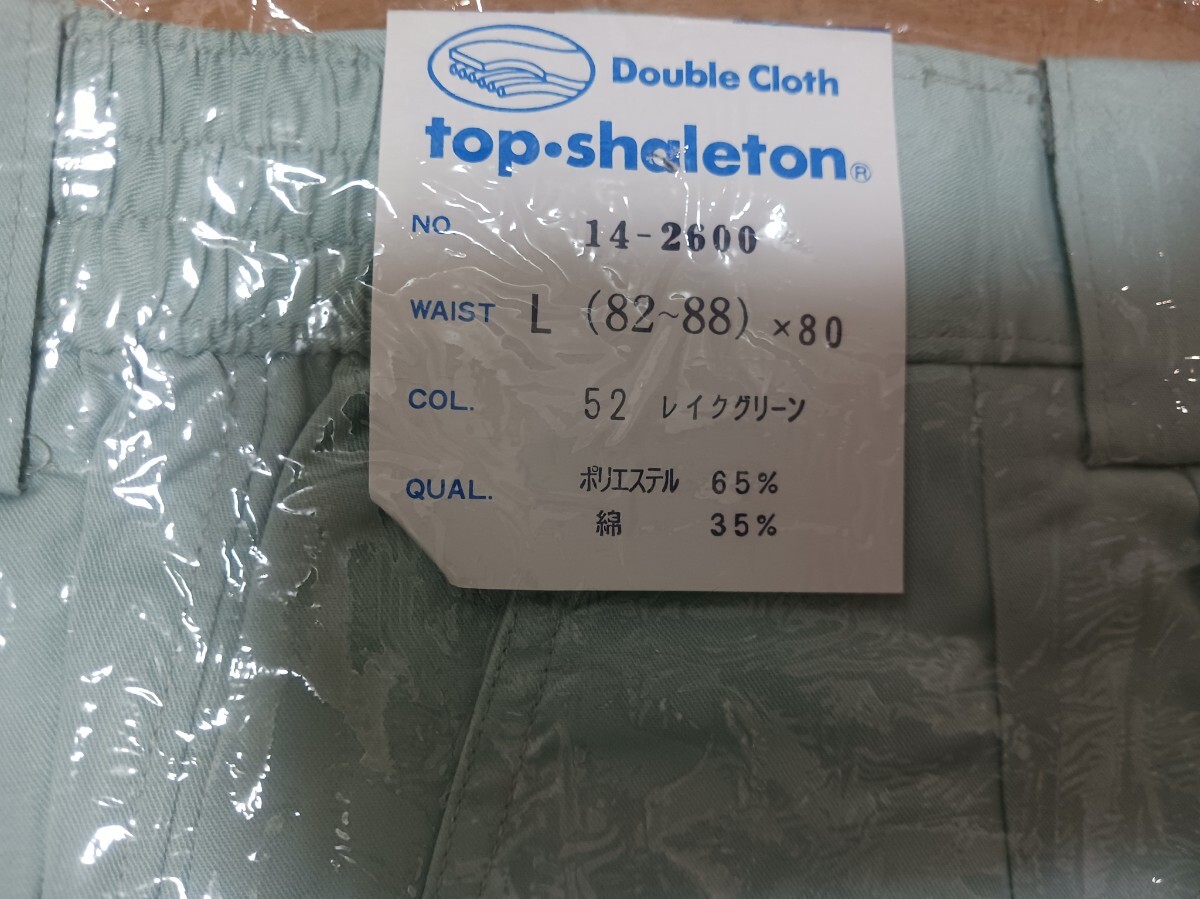 Double Cloth
top•shaleton®
NO 14-2600
WAIST L (82~88) ×80
COL. 52 レイクグリーン
QUAL. ポリエステル 65%
綿 35%